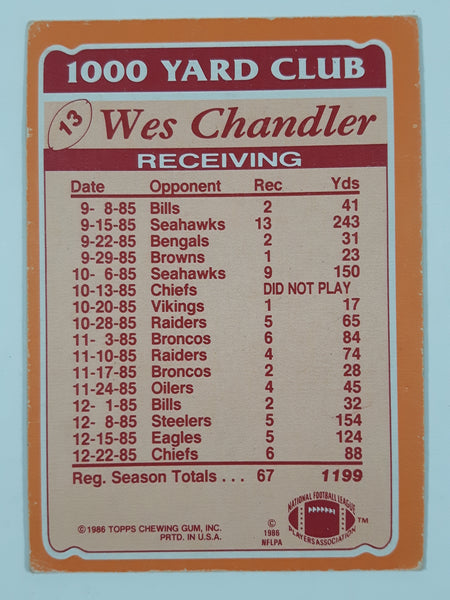 1000 YARD CLUB
13 Wes Chandler
RECEIVING
Date Opponent Rec Yds
9- 8-85 Bills 2 41
9-15-85 Seahawks 13 243
9-22-85 Bengals 2 31
9-29-85 Browns 1 23
10- 6-85 Seahawks 9 150
10-13-85 Chiefs DID NOT PLAY
10-20-85 Vikings 1 17
10-28-85 Raiders 5 65
11- 3-85 Broncos 6 84
11-10-85 Raiders 4 74
11-17-85 Broncos 2 28
11-24-85 Oilers 4 45
12- 1-85 Bills 2 32
12- 8-85 Steelers 5 154
12-15-85 Eagles 5 124
12-22-85 Chiefs 6 88
Reg. Season Totals . . . 67 1199
©1986 TOPPS CHEWING GUM, INC.
PRTD. IN U.S.A.
©
1986
NFLPA
NATIONAL FOOTBALL LEAGUE
PLAYERS ASSOCIATION
TM